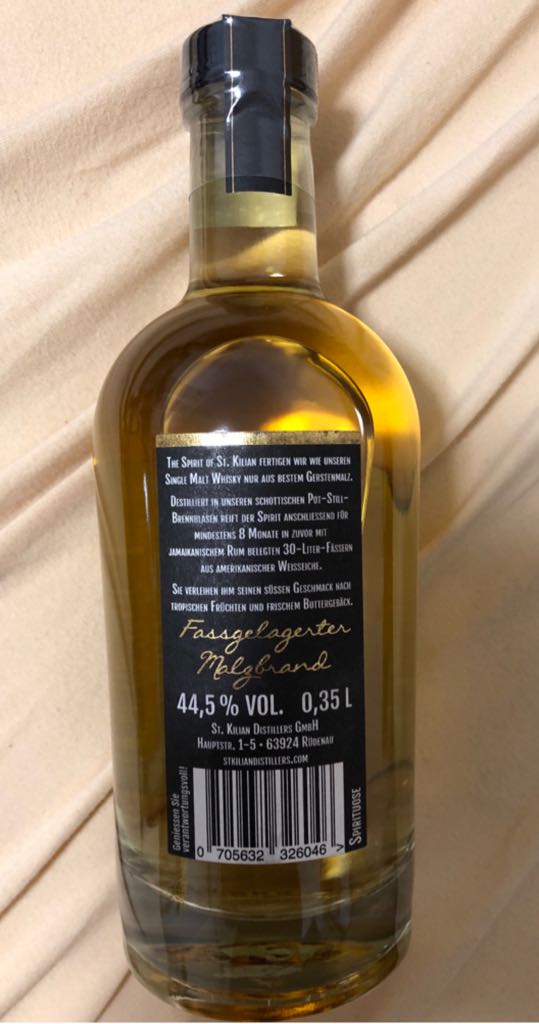 The Spirit of St. Kilian fertigen wir wie unseren
Single Malt Whisky nur aus bestem Gerstenmalz.
Destilliert in unseren schottischen Pot-Still-
Brennblasen reift der Spirit anschliessend für
mindestens 8 Monate in zuvor mit
jamaikanischem Rum belegten 30-Liter-Fässern
aus amerikanischer Weisseiche.
Sie verleihen ihm seinen süssen Geschmack nach
tropischen Früchten und frischem Buttergebäck.
Fassgelagerter
Malzbrand
44,5 % VOL. 0,35 L
St. Kilian Distillers GmbH
Hauptstr. 1–5 • 63924 Rüdenau
stkiliandistillers.com
Geniessen Sie
verantwortungsvoll!
Spirituose
0 705632 326046 >